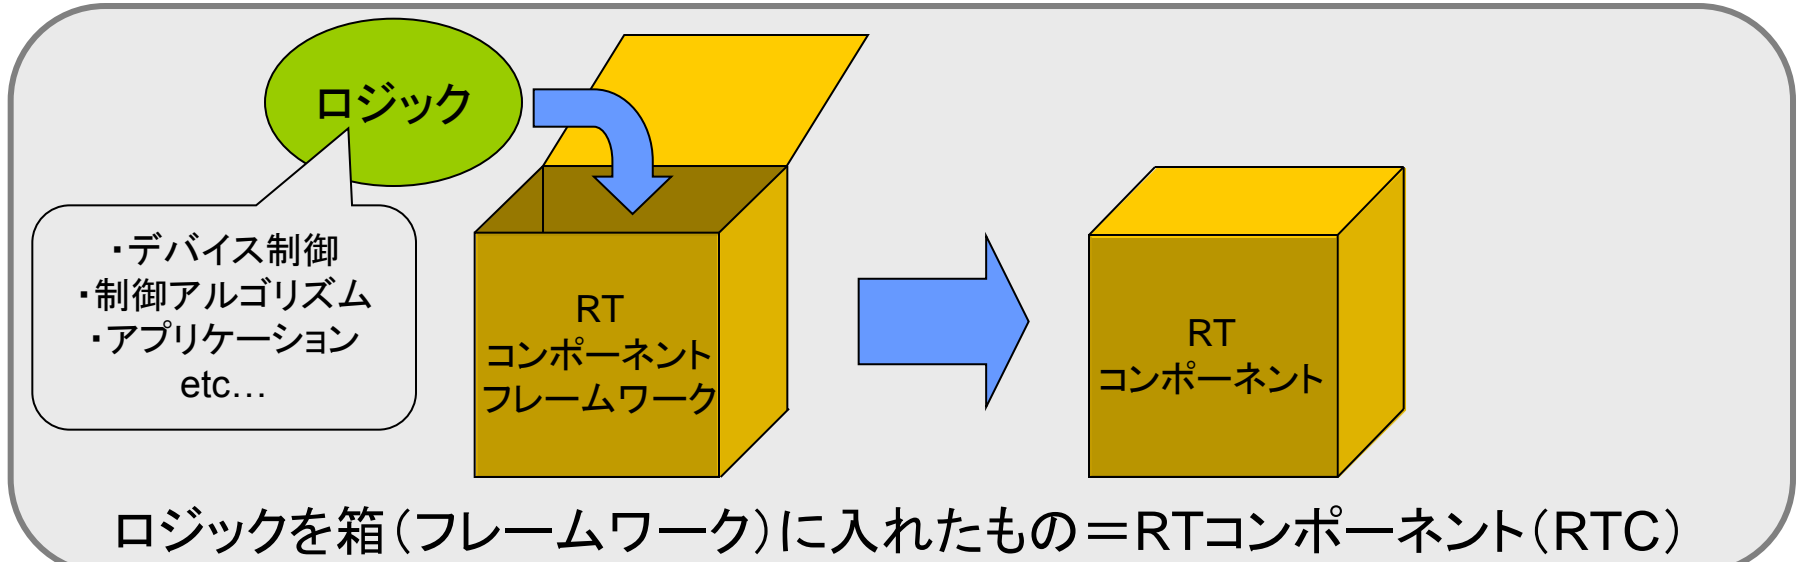 ロジック
・デバイス制御
・制御アルゴリズム
・アプリケーション
etc…
RT
コンポーネント
フレームワーク
RT
コンポーネント
ロジックを箱(フレームワーク)に入れたもの＝RTコンポーネント(RTC)